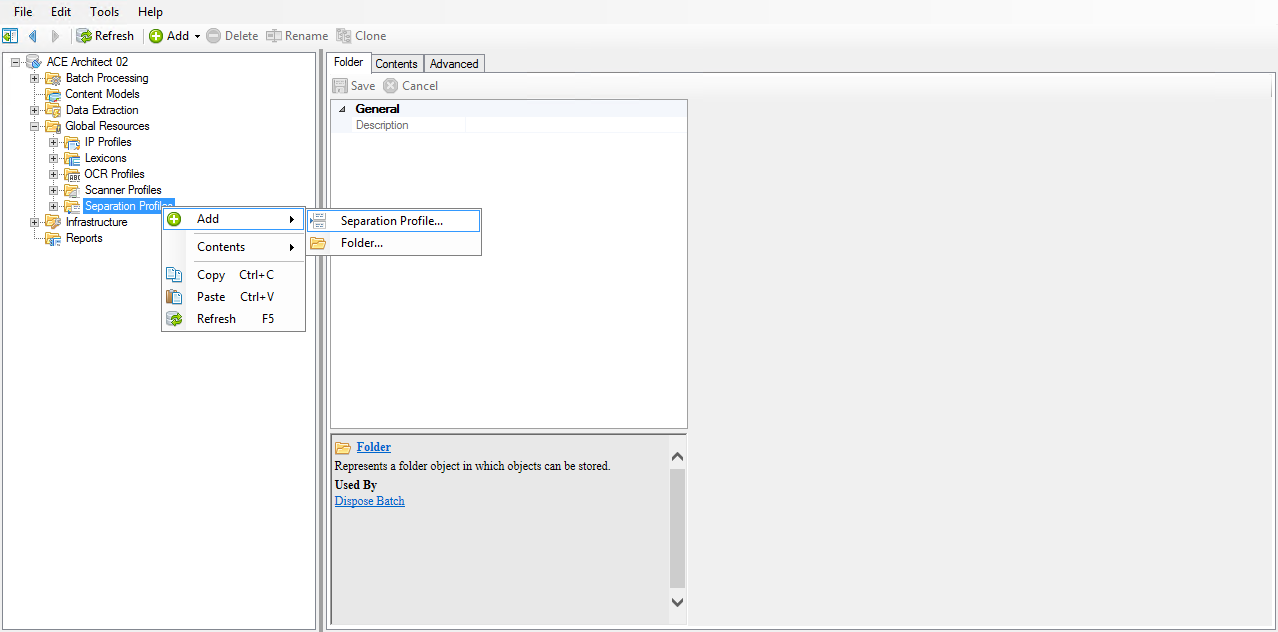 File Edit Tools Help
Refresh Add Delete Rename Clone
ACE Architect 02
Batch Processing
Content Models
Data Extraction
Global Resources
IP Profiles
Lexicons
OCR Profiles
Scanner Profiles
Separation Profiles
Infrastructure
Reports
Add
Contents
Copy Ctrl+C
Paste Ctrl+V
Refresh F5
Separation Profile...
Folder...
Folder Contents Advanced
Save Cancel
General
Description
Folder
Represents a folder object in which objects can be stored.
Used By
Dispose Batch